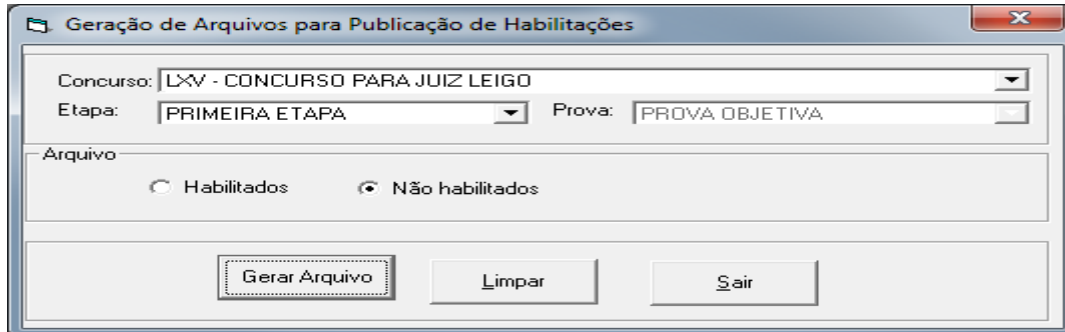 Geração de Arquivos para Publicação de Habilitações
Concurso: LXV - CONCURSO PARA JUIZ LEIGO
Etapa: PRIMEIRA ETAPA Prova: PROVA OBJETIVA
Arquivo
Habilitados Não habilitados
Gerar Arquivo Limpar Sair